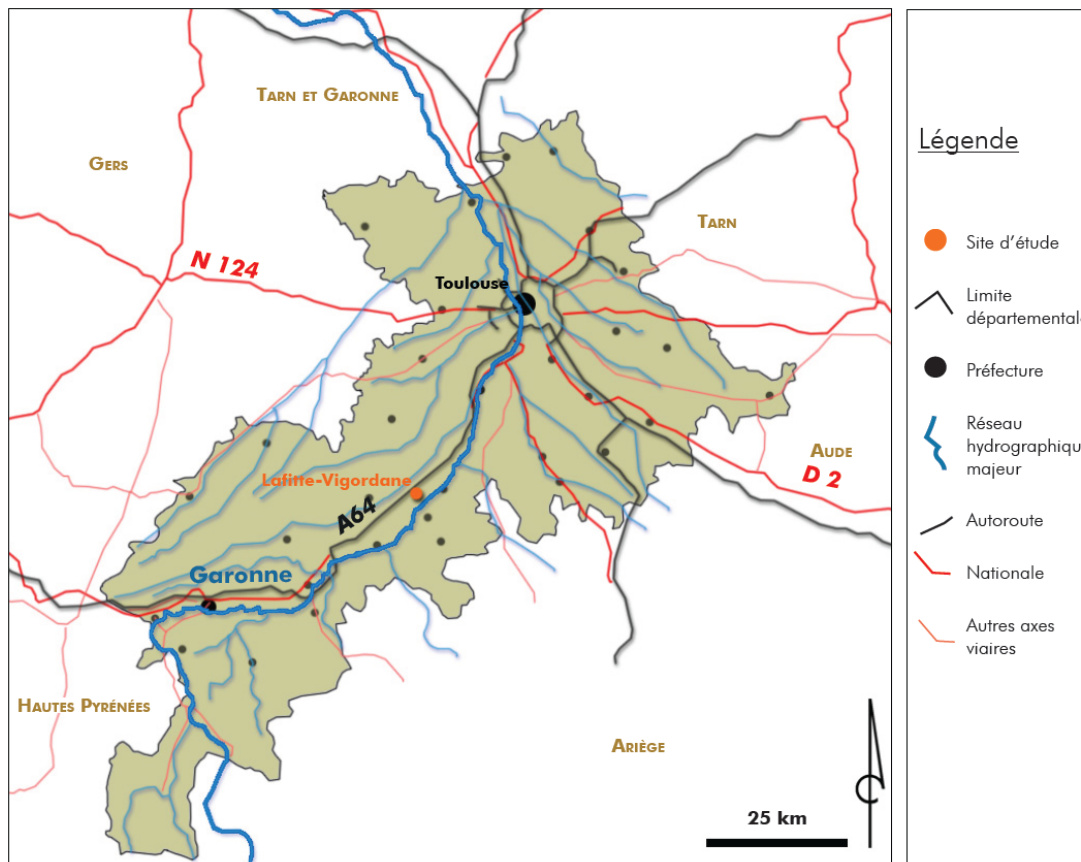 Tarn et Garonne
Gers
Tarn
N 124
Toulouse
Aude
D 2
Lafitte-Vigordane
A64
Garonne
Hautes Pyrénées
Ariège
25 km
Légende
Site d'étude
Limite
départementale
Préfecture
Réseau
hydrographique
majeur
Autoroute
Nationale
Autres axes
viaires